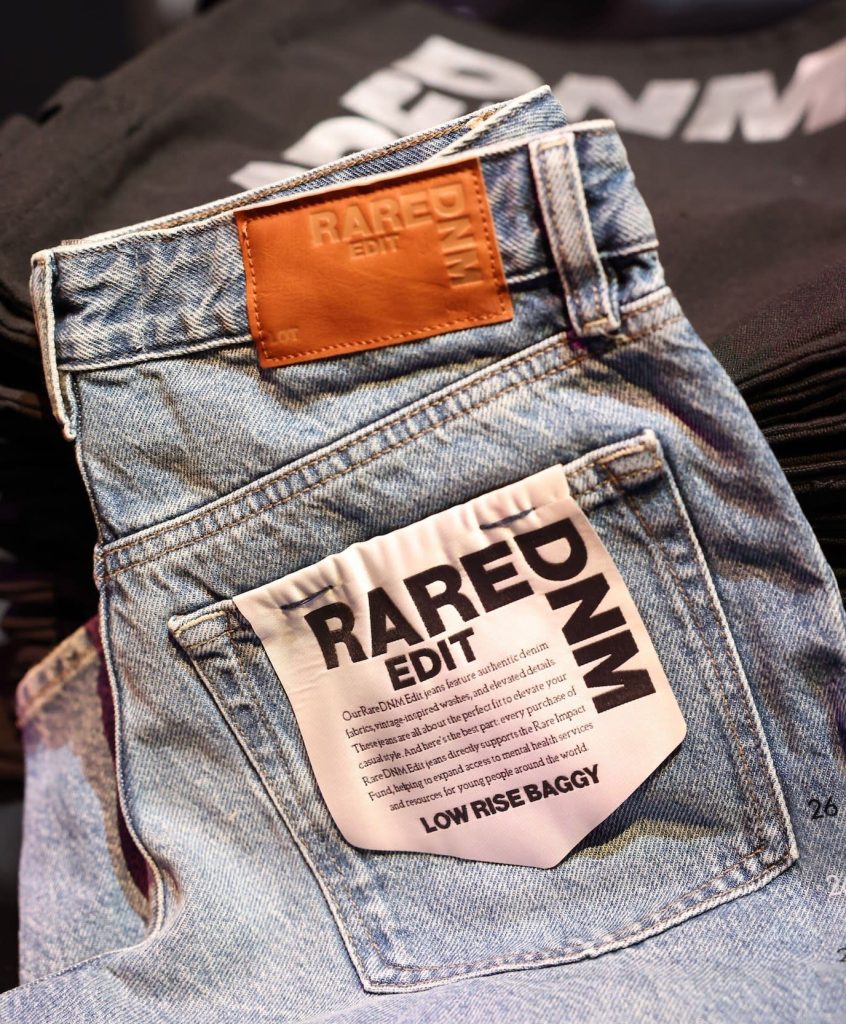 DNM
RARE
EDIT
DNM
LOT
RARE
EDIT
DNM
Our Rare DNM Edit jeans feature authentic denim
fabrics, vintage-inspired washes, and elevated details.
These jeans are all about the perfect fit to elevate your
casual style. And here's the best part: every purchase of
Rare DNM Edit jeans directly supports the Rare Impact
Fund, helping to expand access to mental health services
and resources for young people around the world.
LOW RISE BAGGY
26